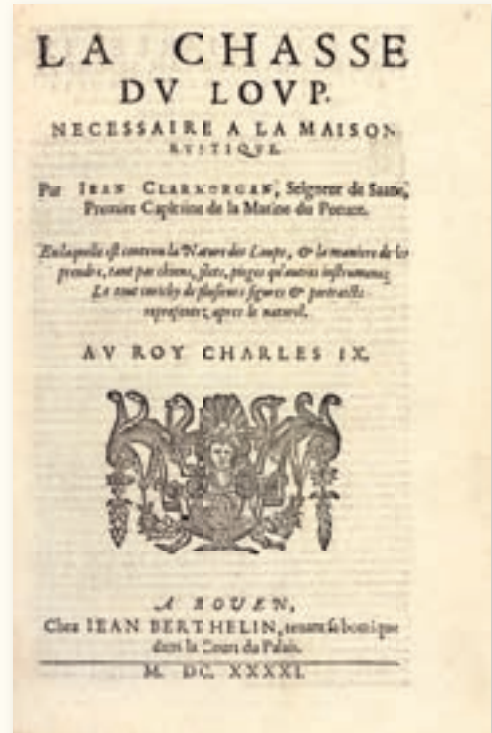 LA CHASSE
DV LOVP.
NECESSAIRE A LA MAISON
RVSTIQVE.
Par IEAN CLAMORGAN, Seigneur de Saane,
Premier Capitaine de la Marine du Ponant.
En laquelle est contenu la Nature des Loups, & la maniere de les
prendre, tant par chiens, filets, pieges qu'autres instrumens;
Le tout enrichy de plusieurs figures & portraicts
representez apres le naturel.
AV ROY CHARLES IX.
A ROVEN,
Chez IEAN BERTHELIN, tenant sa boutique
dans la Court du Palais.
M. DC. XXXXI.